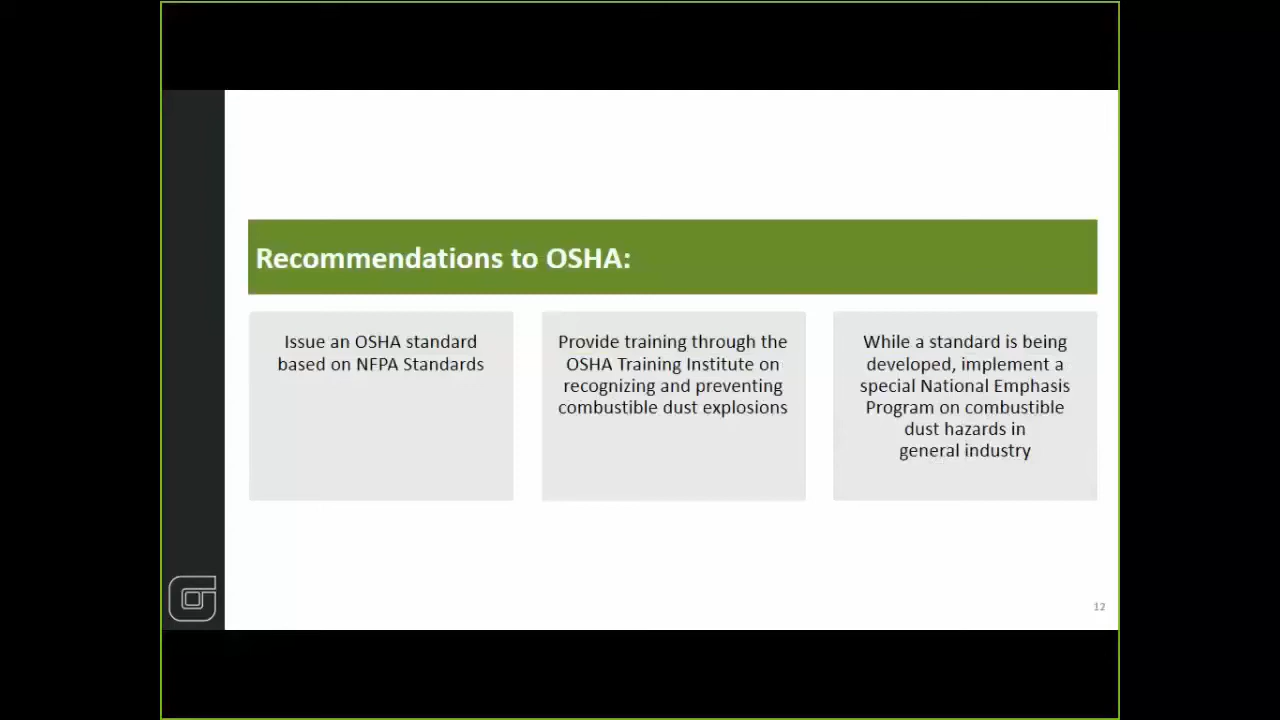 Recommendations to OSHA:
Issue an OSHA standard
based on NFPA Standards
Provide training through the
OSHA Training Institute on
recognizing and preventing
combustible dust explosions
While a standard is being
developed, implement a
special National Emphasis
Program on combustible
dust hazards in
general industry
12